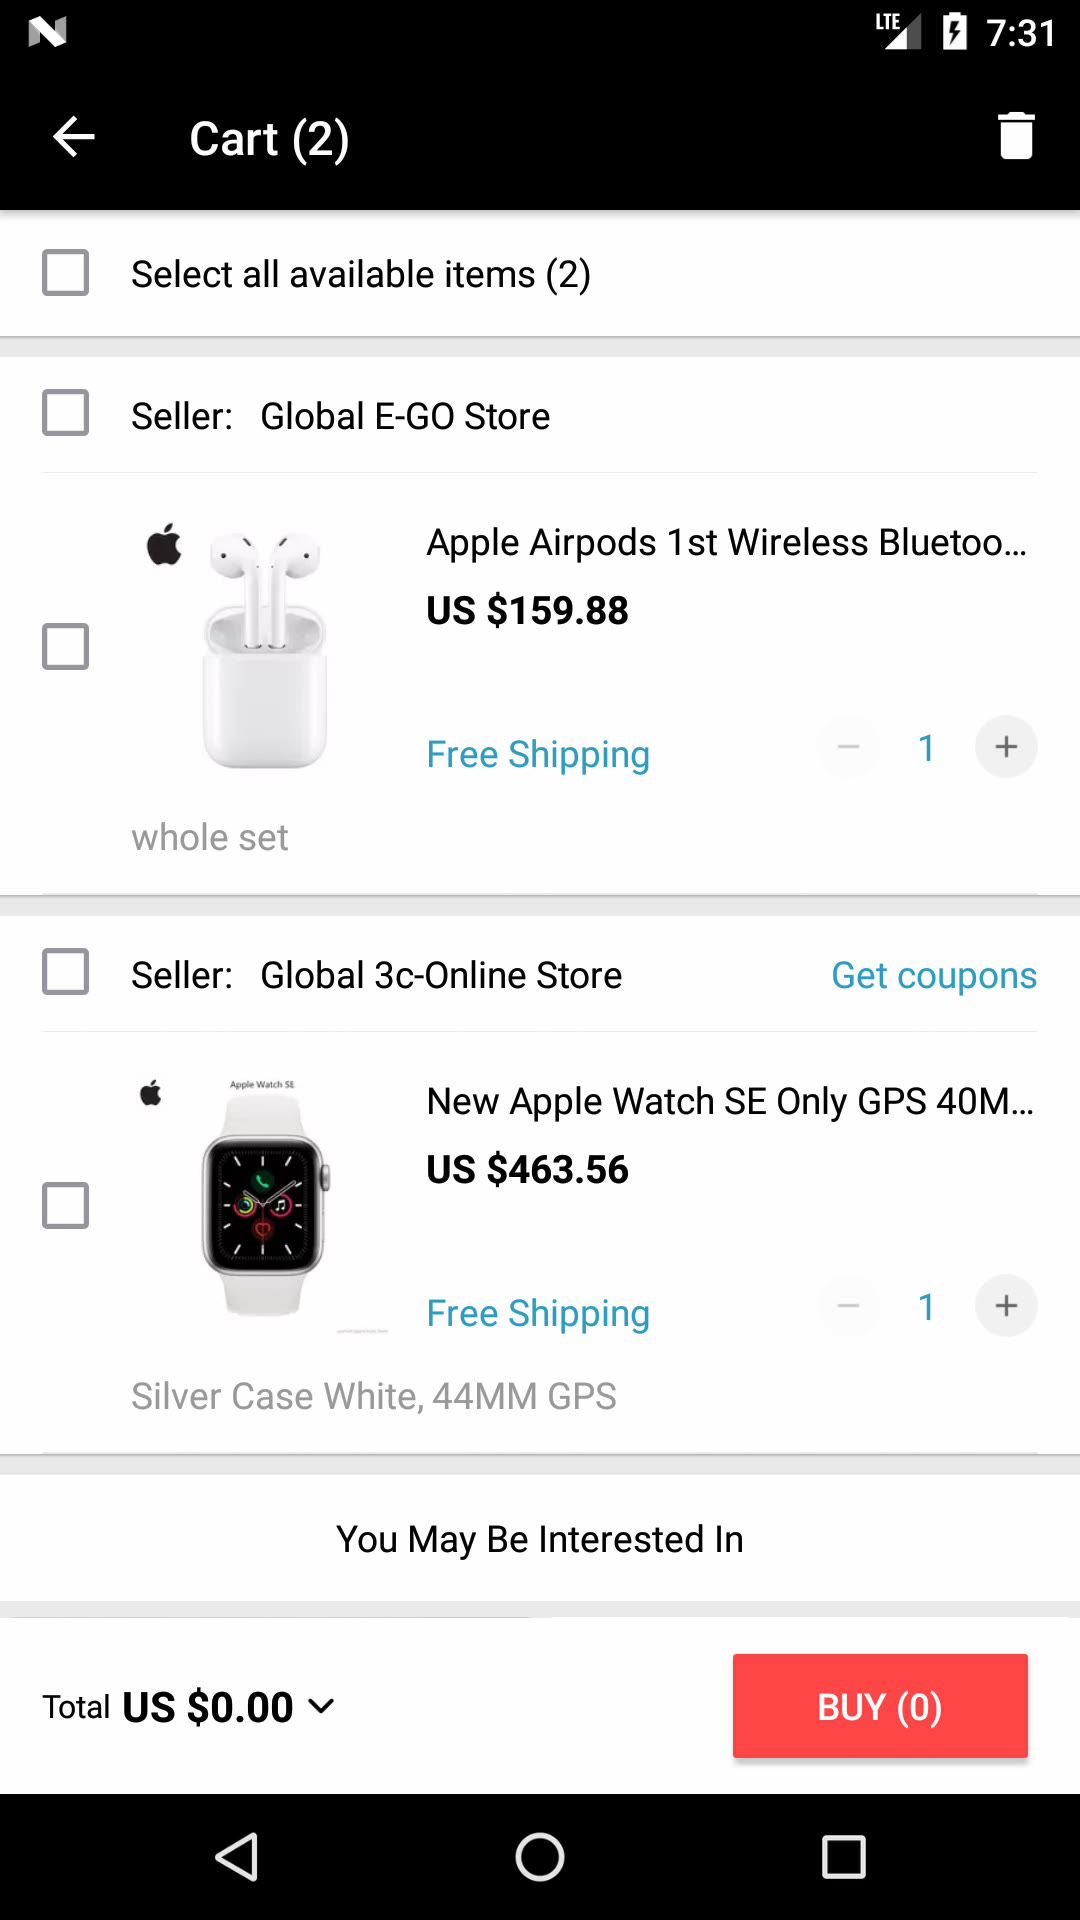 LTE 7:31
Cart (2)
Select all available items (2)
Seller: Global E-GO Store
Apple Airpods 1st Wireless Bluetoo...
US $159.88
Free Shipping
1
whole set
Seller: Global 3c-Online Store
Get coupons
Apple Watch SE
New Apple Watch SE Only GPS 40M...
US $463.56
Free Shipping
1
Silver Case White, 44MM GPS
You May Be Interested In
Total US $0.00
BUY (0)